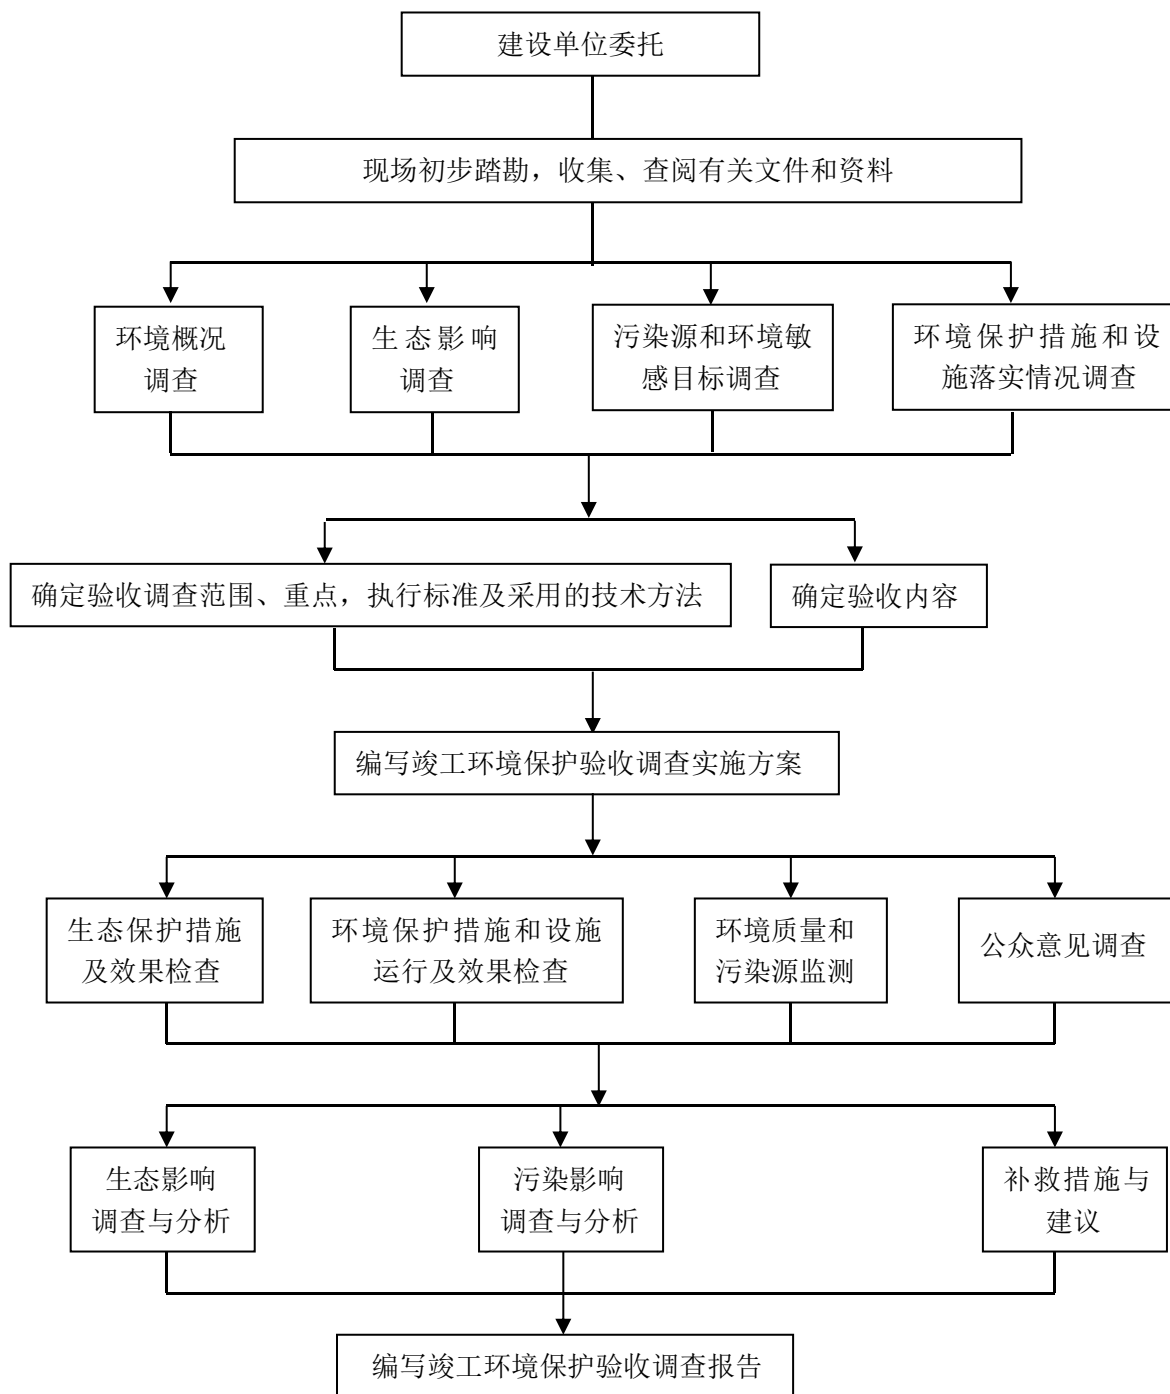 建设单位委托
现场初步踏勘，收集、查阅有关文件和资料
环境概况
调查
生态影响
调查
污染源和环境敏
感目标调查
环境保护措施和设
施落实情况调查
确定验收调查范围、重点，执行标准及采用的技术方法
确定验收内容
编写竣工环境保护验收调查实施方案
生态保护措施
及效果检查
环境保护措施和设施
运行及效果检查
环境质量和
污染源监测
公众意见调查
生态影响
调查与分析
污染影响
调查与分析
补救措施与
建议
编写竣工环境保护验收调查报告